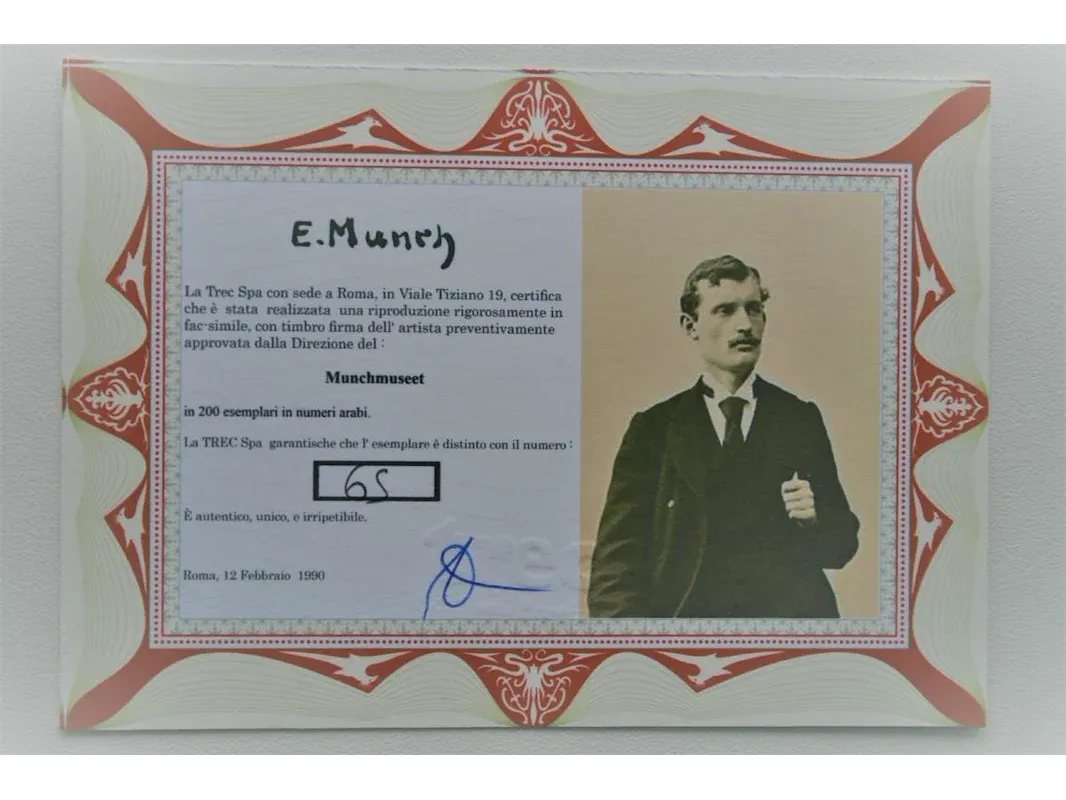 E. Munch
La Trec Spa con sede a Roma, in Viale Tiziano 19, certifica
che è stata realizzata una riproduzione rigorosamente in
fac-simile, con timbro firma dell' artista preventivamente
approvata dalla Direzione del :
Munchmuseet
in 200 esemplari in numeri arabi.
La TREC Spa garantische che l' esemplare è distinto con il numero :
65
È autentico, unico, e irripetibile.
Roma, 12 Febbraio 1990